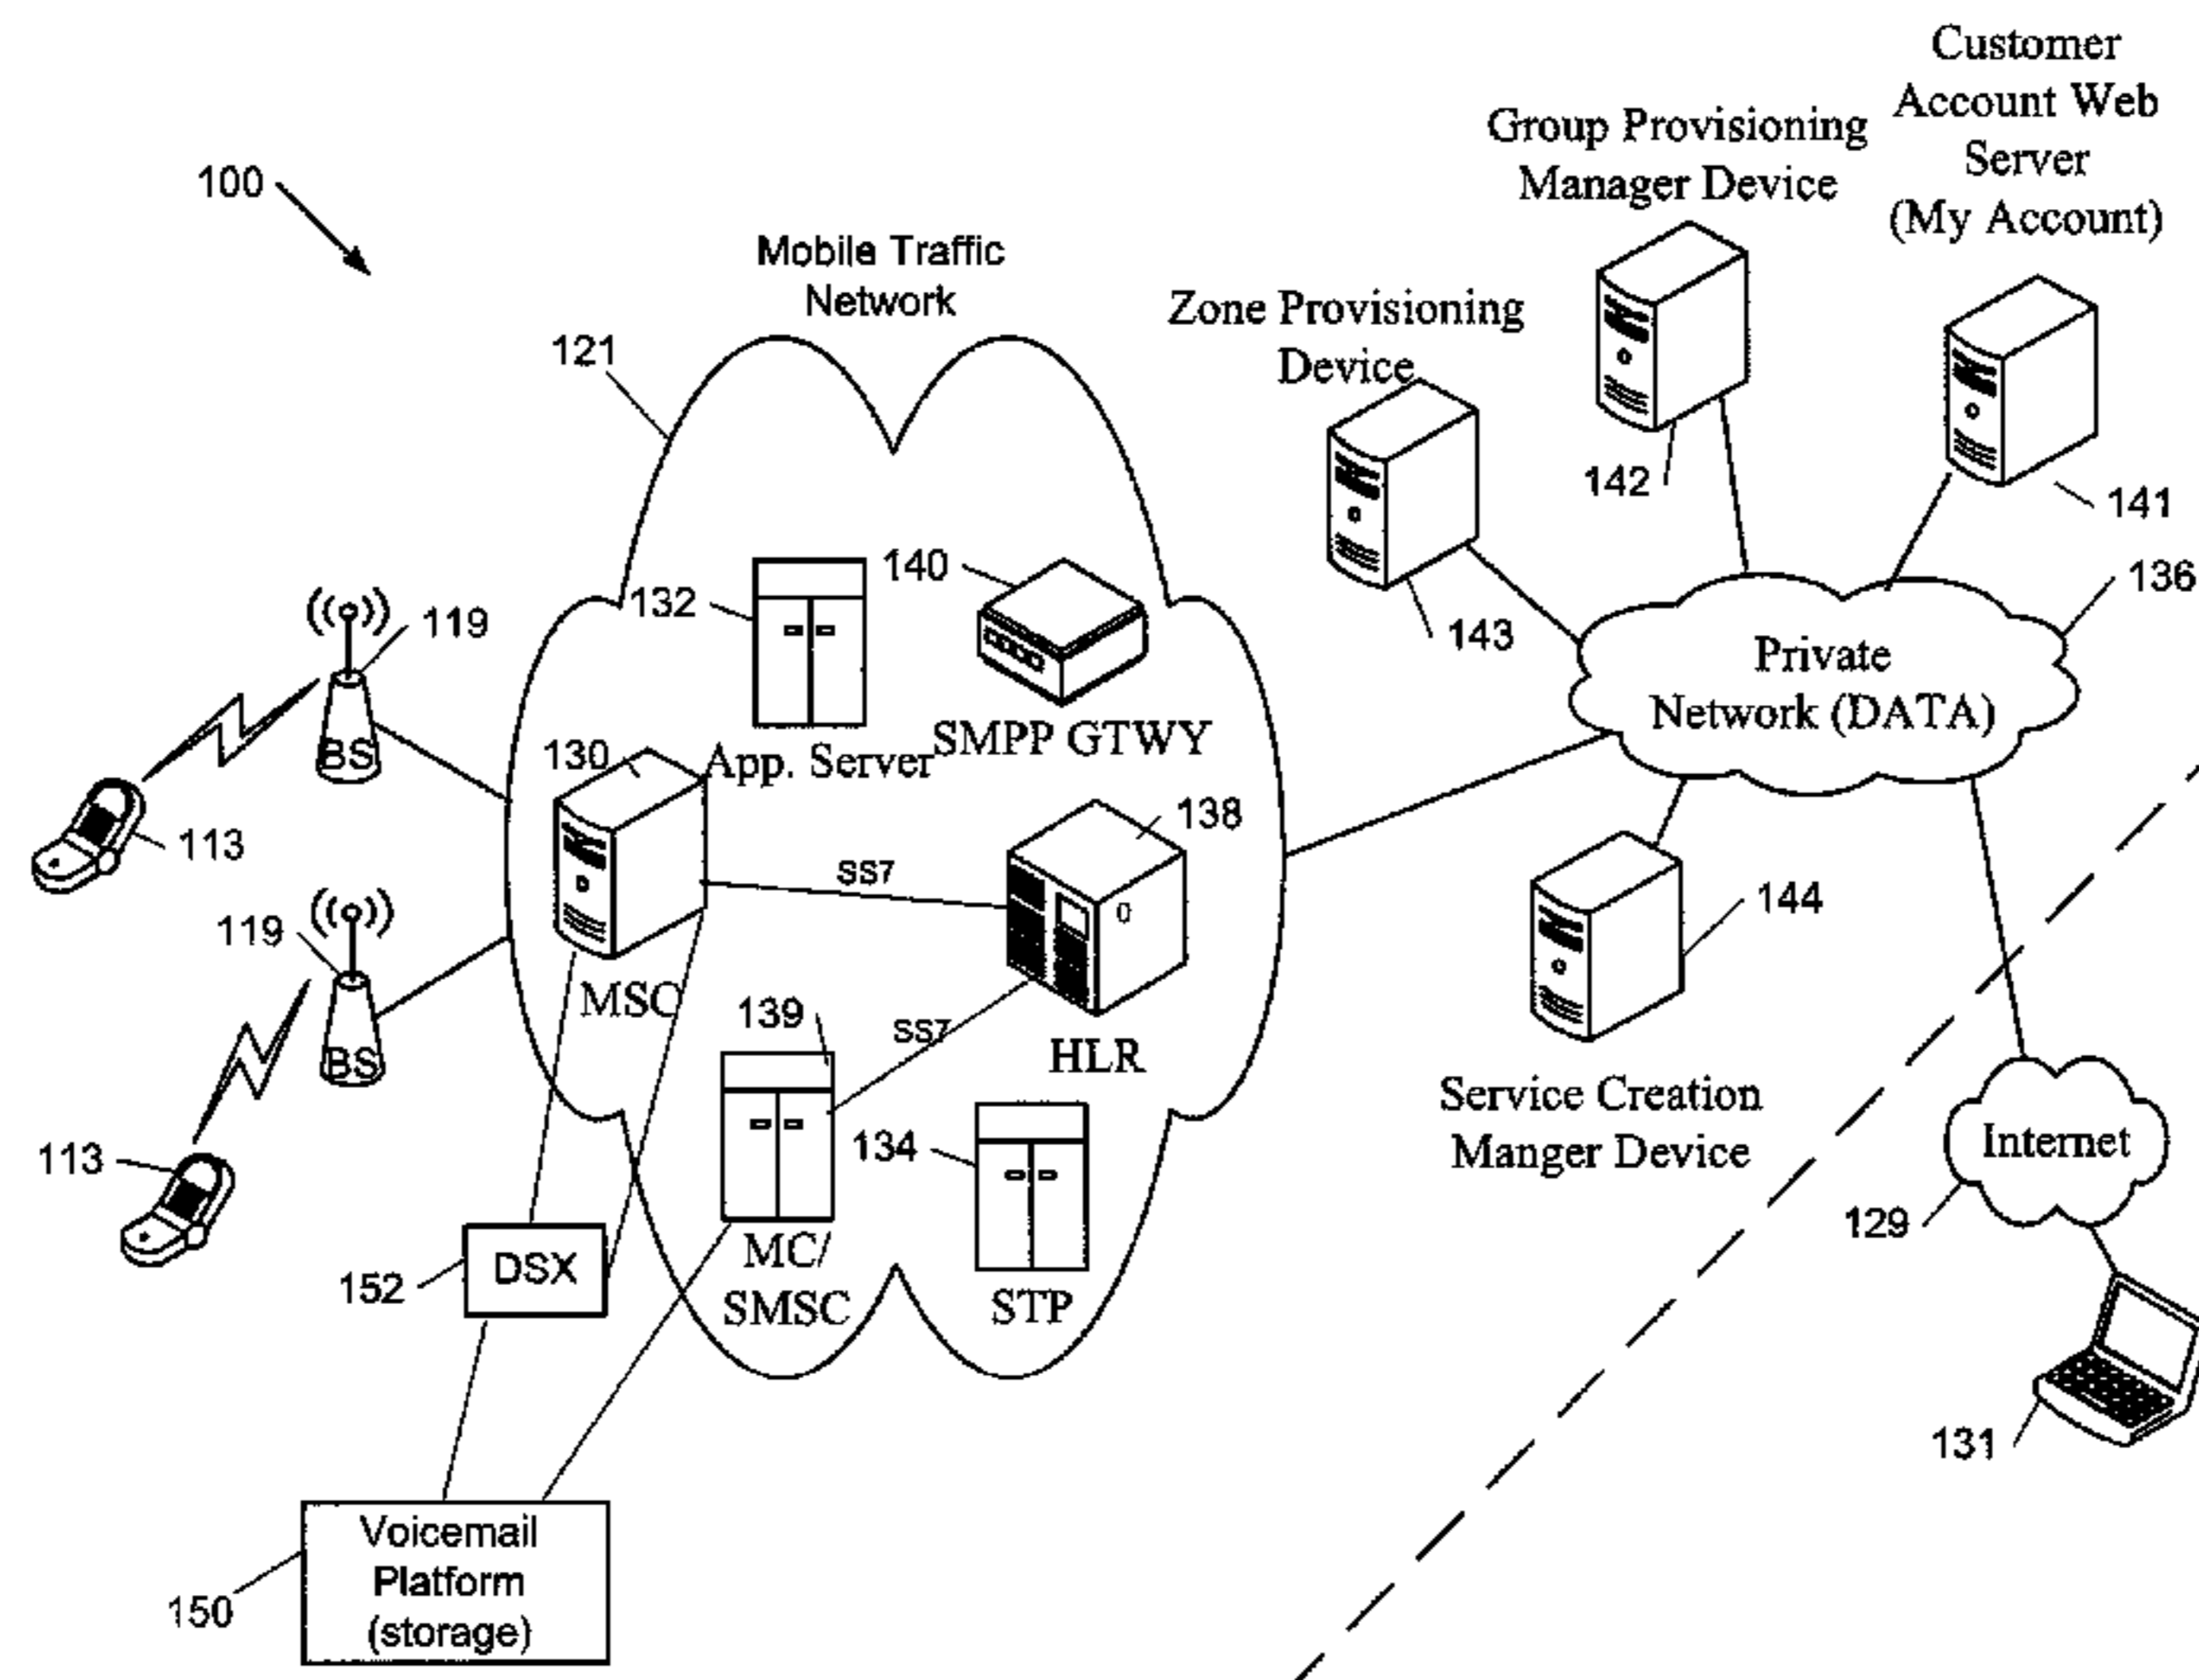 Customer
Account Web
Server
(My Account)
Group Provisioning
Manager Device
100
Mobile Traffic
Network
Zone Provisioning
Device
121
142
141
136
140
132
119
143
Private
Network (DATA)
SMPP GTWY
App. Server
BS
130
113
138
SS7
144
119
MSC
139
SS7
HLR
BS
Service Creation
Manger Device
134
113
Internet
129
DSX
152
MC/
SMSC
STP
131
Voicemail
Platform
(storage)
150